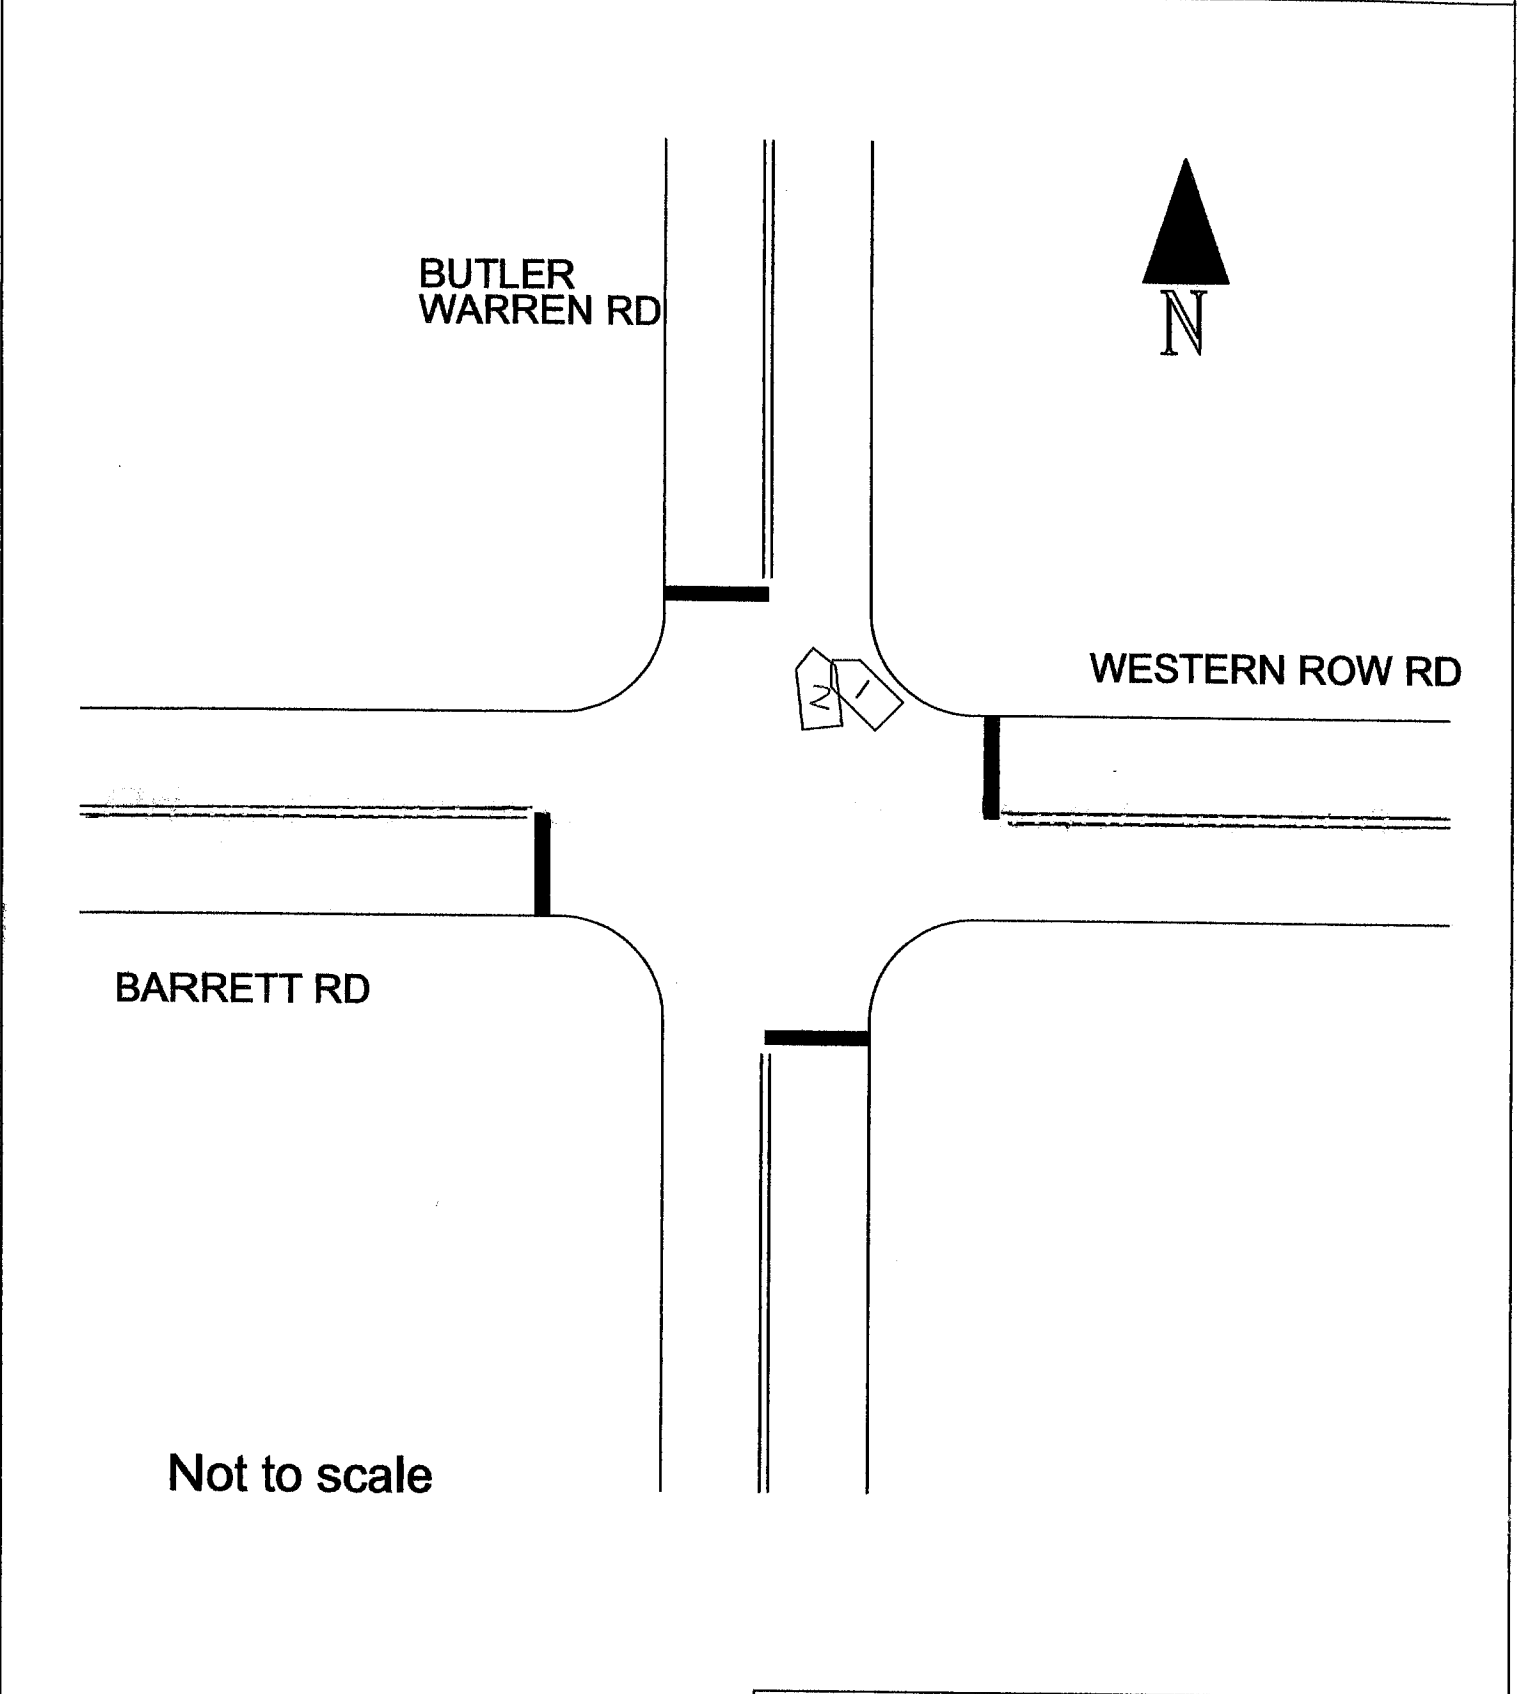 BUTLER
WARREN RD
N
WESTERN ROW RD
2
1
BARRETT RD
Not to scale